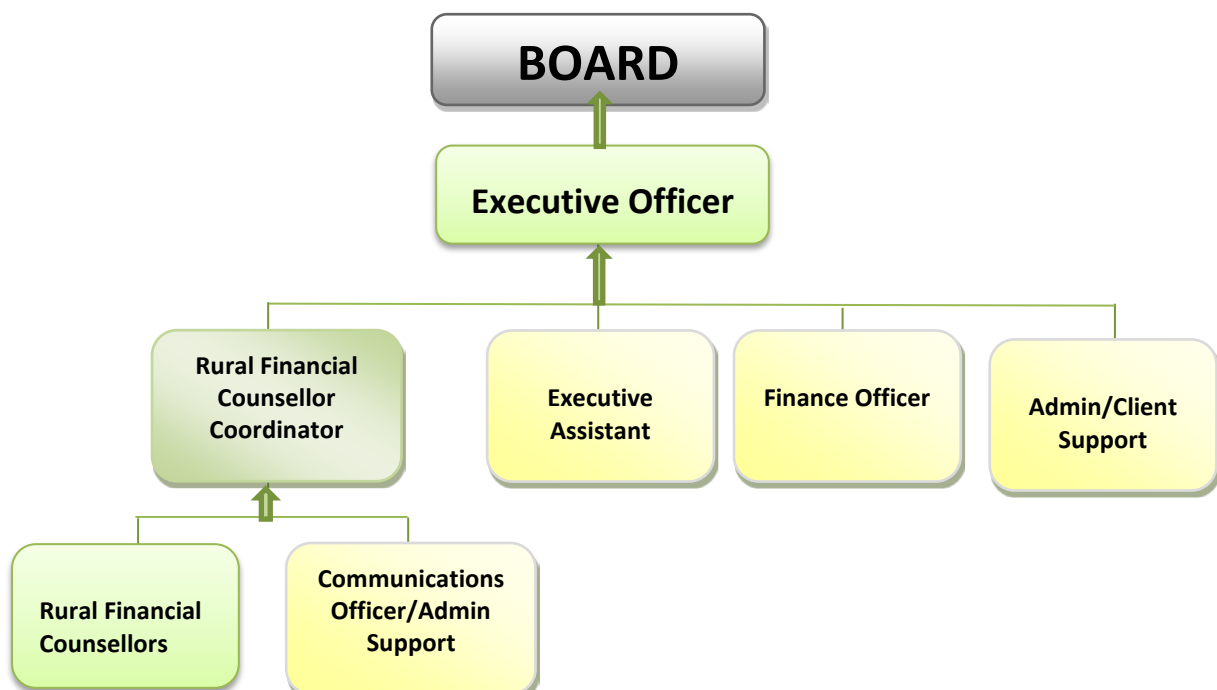 BOARD
Executive Officer
Rural Financial
Counsellor
Coordinator
Executive
Assistant
Finance Officer
Admin/Client
Support
Rural Financial
Counsellors
Communications
Officer/Admin
Support